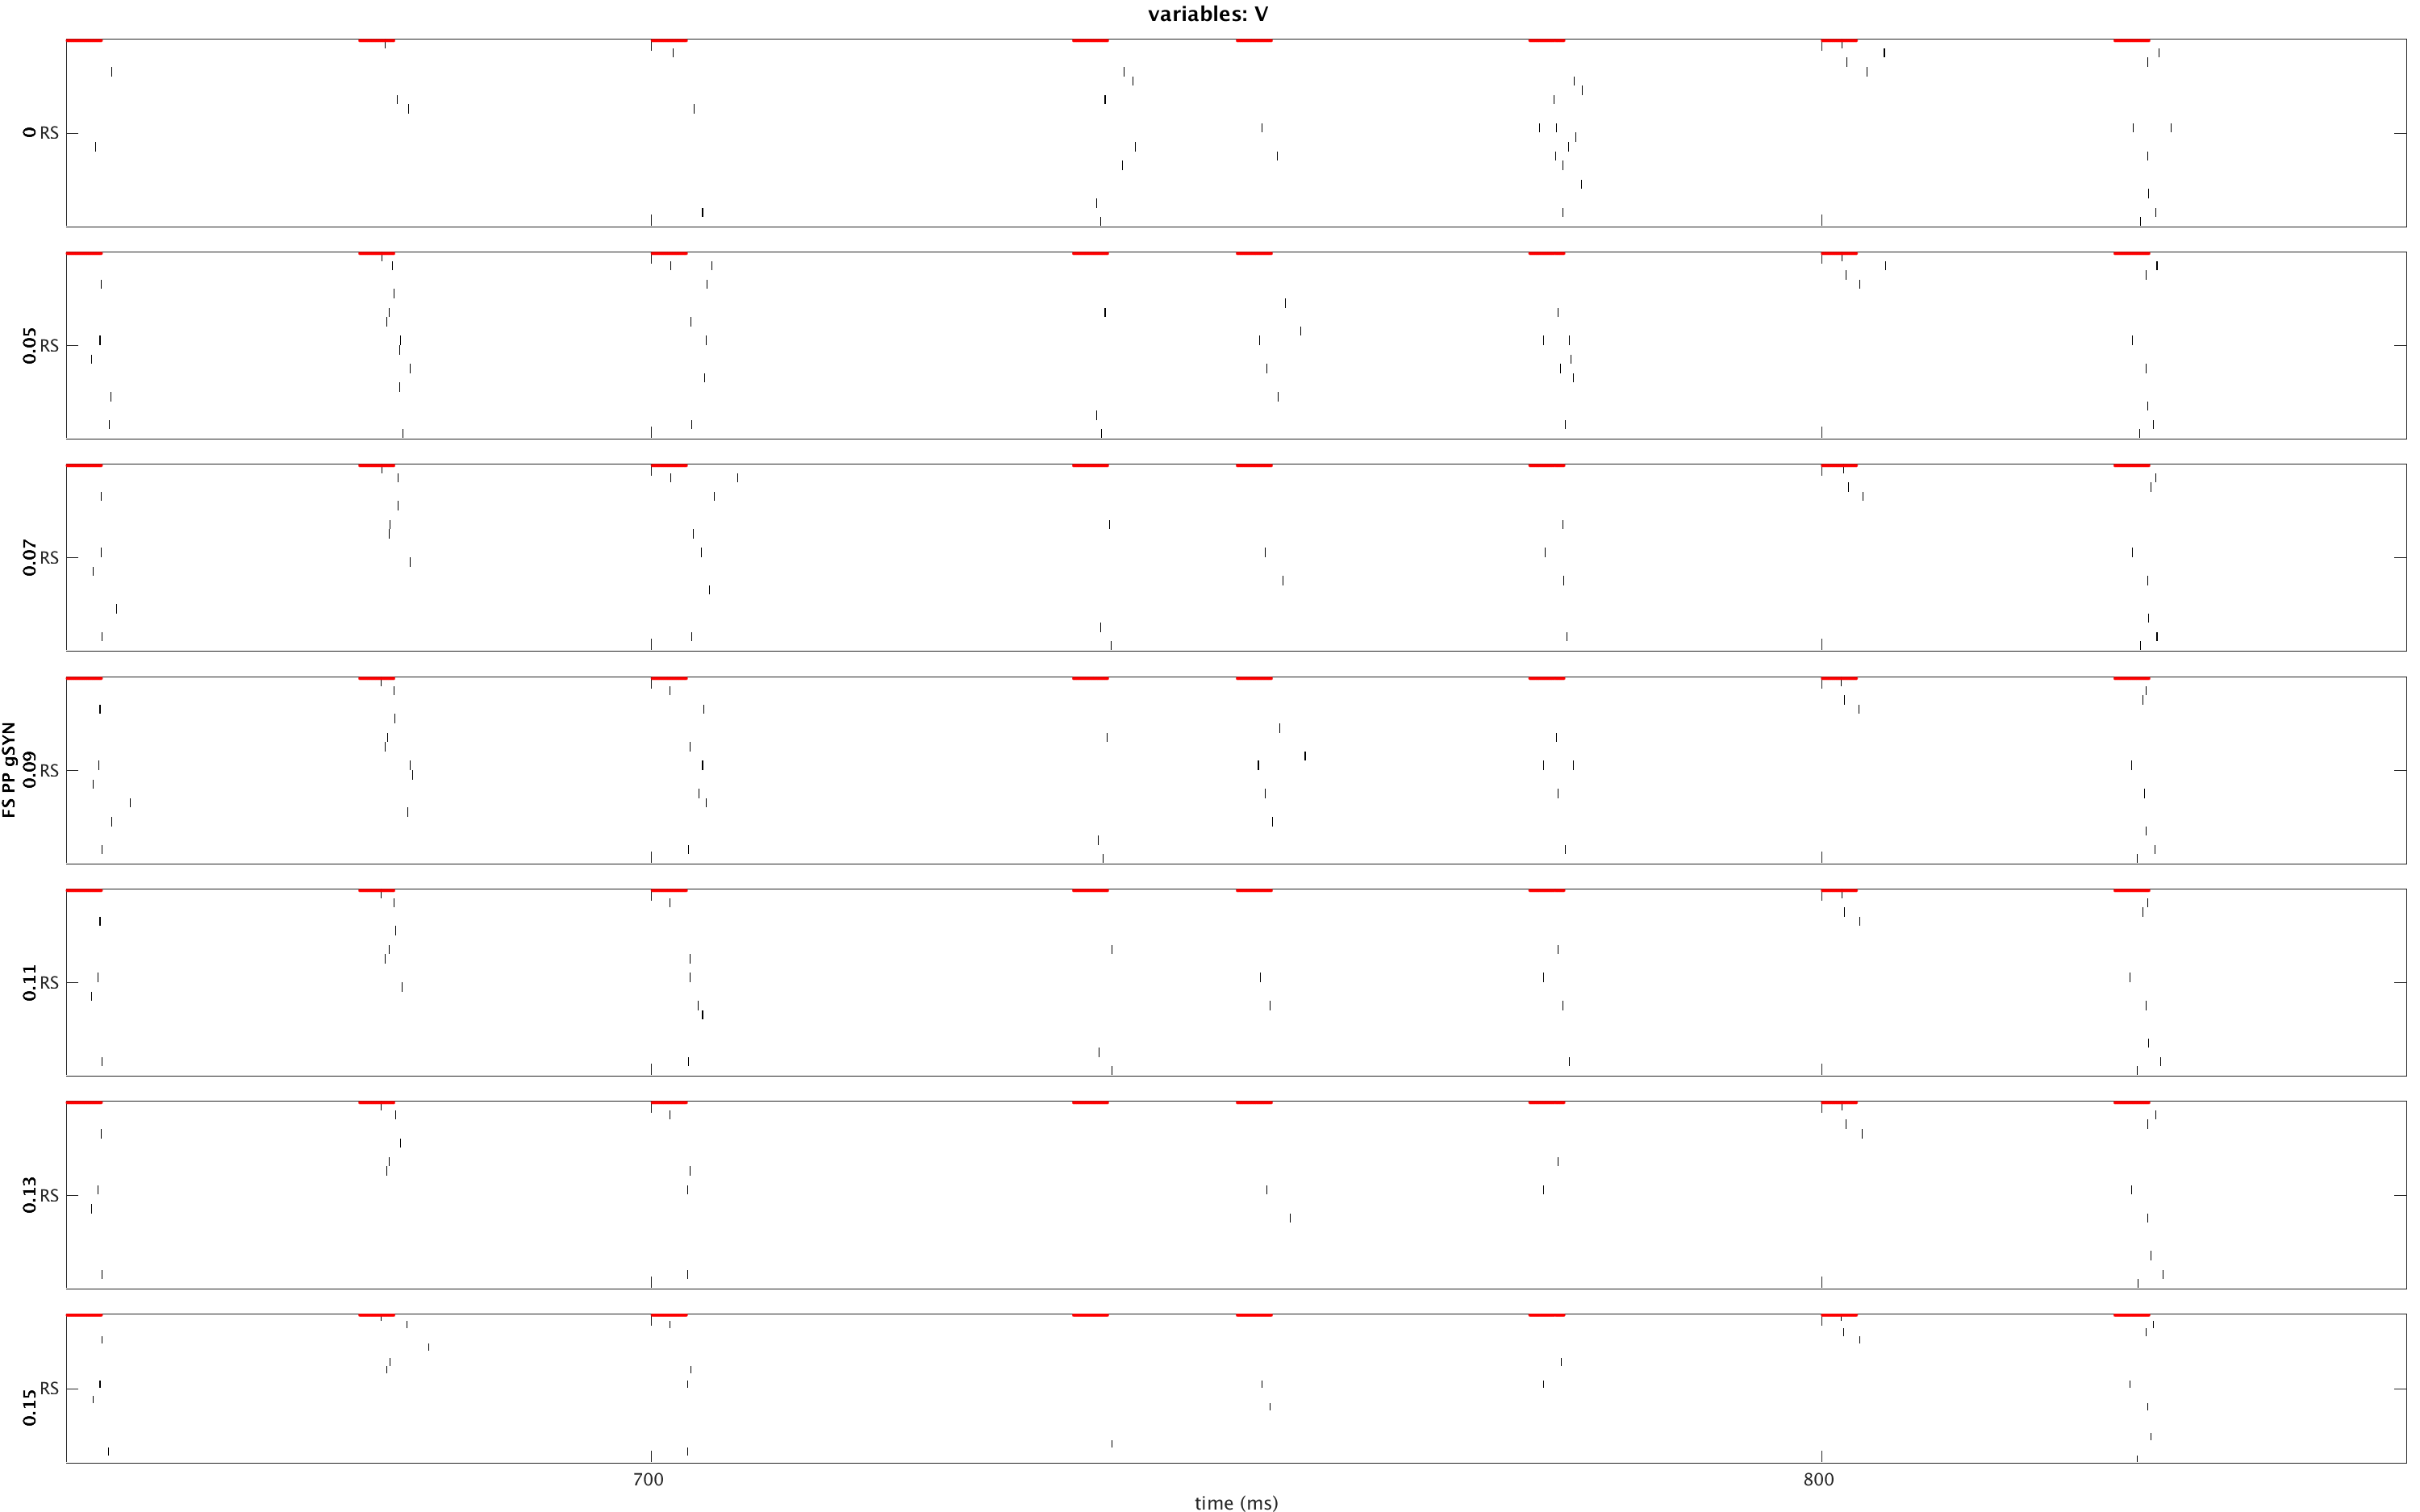 variables: V
FS PP gSYN
0
RS
0.05
RS
0.07
RS
0.09
RS
0.11
RS
0.13
RS
0.15
RS
700
800
time (ms)